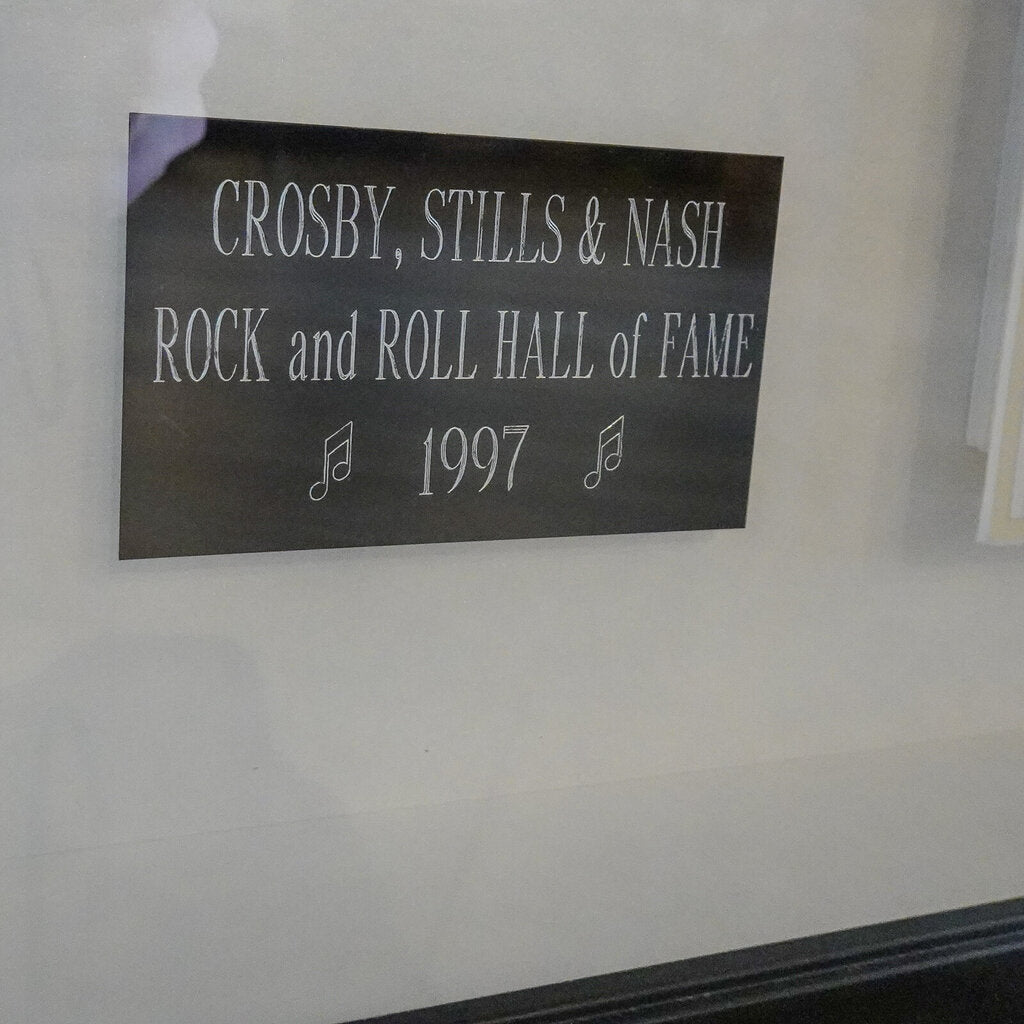 CROSBY, STILLS & NASH
ROCK and ROLL HALL of FAME
1997